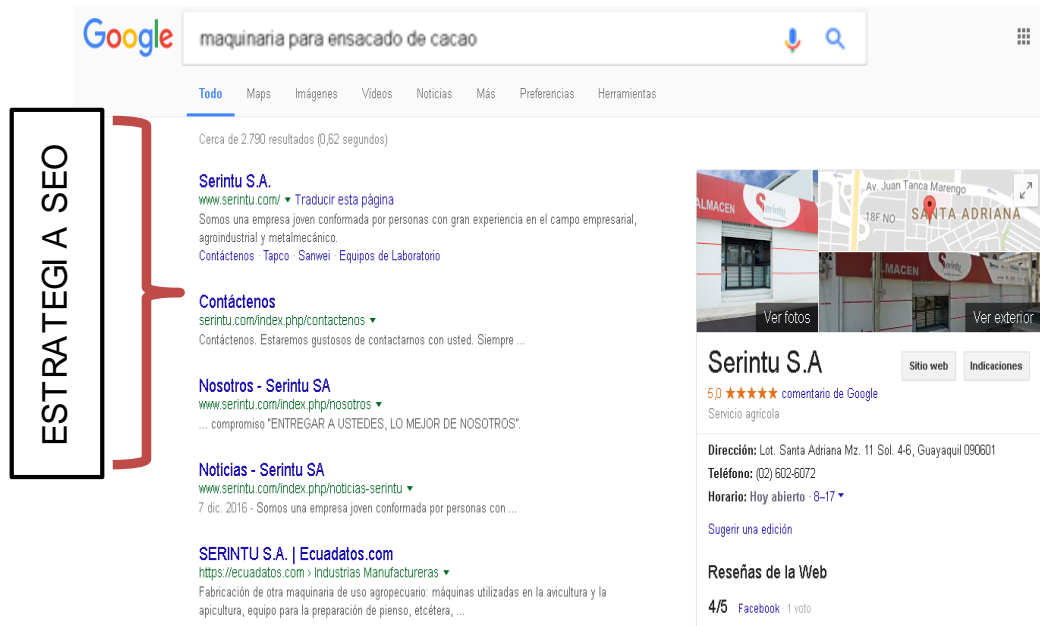 Google
maquinaria para ensacado de cacao
Todo Maps Imágenes Vídeos Noticias Más Preferencias Herramientas
ESTRATEGI A SEO
Cerca de 2.790 resultados (0,62 segundos)
Serintu S.A.
www.serintu.com/ ▾ Traducir esta página
Somos una empresa joven conformada por personas con gran experiencia en el campo empresarial,
agroindustrial y metalmecánico.
Contáctenos · Tapco · Sanwei · Equipos de Laboratorio
Contáctenos
serintu.com/index.php/contactenos ▾
Contáctenos. Estaremos gustosos de contactarnos con usted. Siempre ...
Nosotros - Serintu SA
www.serintu.com/index.php/nosotros ▾
... compromiso "ENTREGAR A USTEDES, LO MEJOR DE NOSOTROS".
Noticias - Serintu SA
www.serintu.com/index.php/noticias-serintu ▾
7 dic. 2016 - Somos una empresa joven conformada por personas con ...
SERINTU S.A. | Ecuadatos.com
https://ecuadatos.com › Industrias Manufactureras ▾
Fabricación de otra maquinaria de uso agropecuario: máquinas utilizadas en la avicultura y la
apicultura, equipo para la preparación de pienso, etcétera, ...
ALMACEN Serintu
Ver fotos
Av. Juan Tanca Marengo
18F NO SANTA ADRIANA
ALMACEN Serintu
Ver exterior
Serintu S.A
Sitio web Indicaciones
5,0 ★★★★★ comentario de Google
Servicio agrícola
Dirección: Lot. Santa Adriana Mz. 11 Sol. 4-6, Guayaquil 090601
Teléfono: (02) 602-6072
Horario: Hoy abierto · 8–17 ▾
Sugerir una edición
Reseñas de la Web
4/5 Facebook · 1 voto